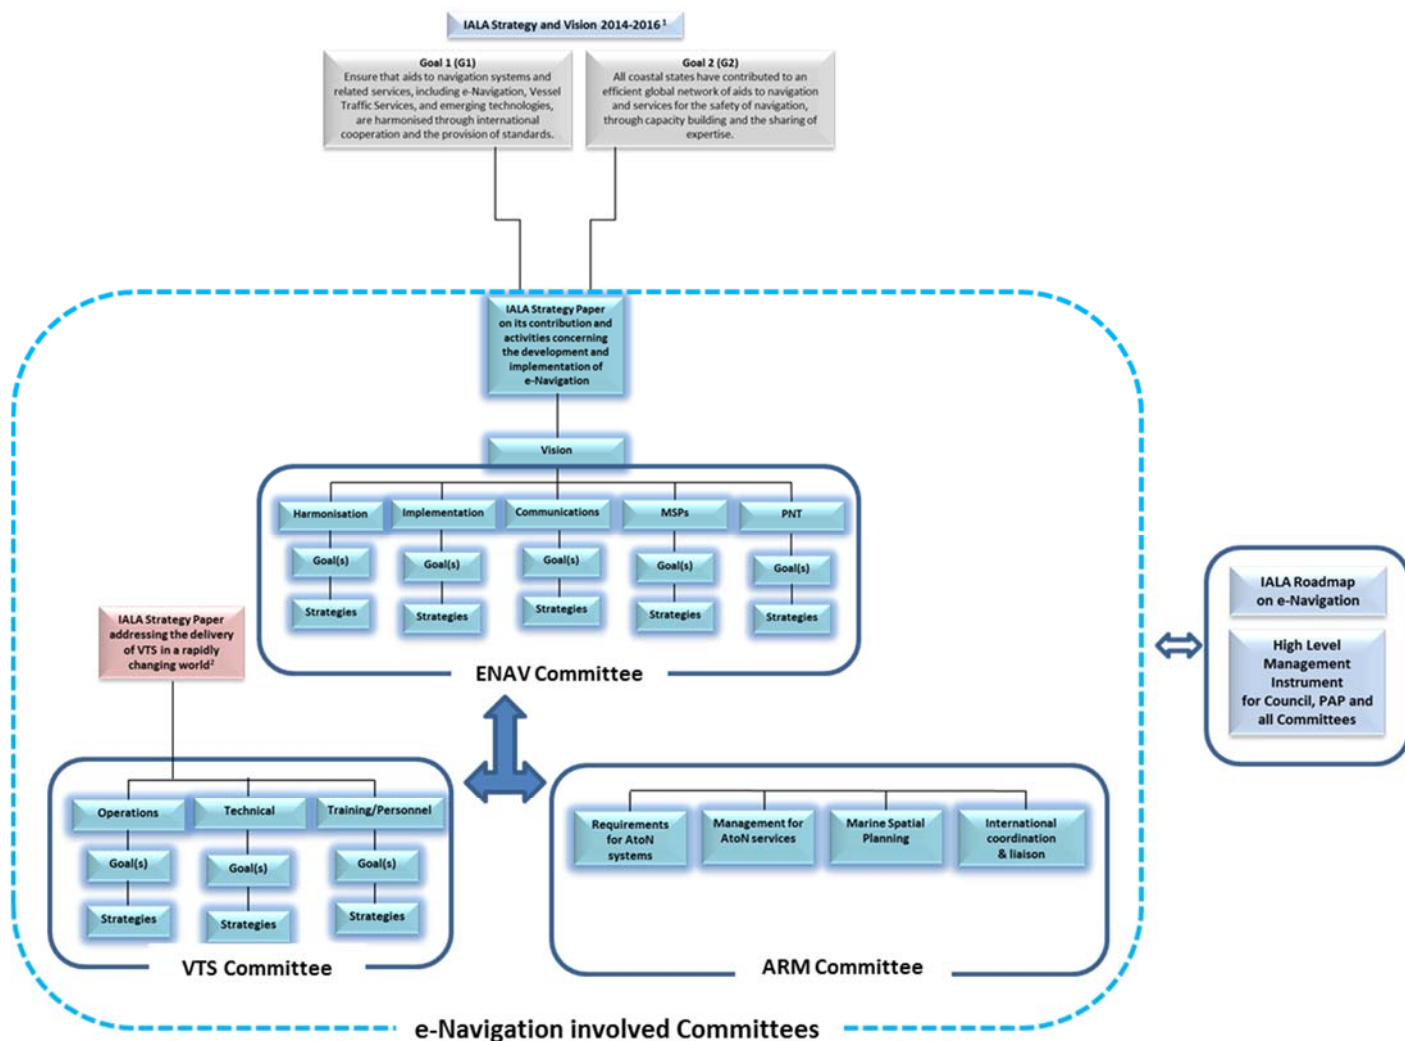 IALA Strategy and Vision 2014-2016¹
Goal 1 (G1)
Ensure that aids to navigation systems and
related services, including e-Navigation, Vessel
Traffic Services, and emerging technologies,
are harmonised through international
cooperation and the provision of standards.
Goal 2 (G2)
All coastal states have contributed to an
efficient global network of aids to navigation
and services for the safety of navigation,
through capacity building and the sharing of
expertise.
IALA Strategy Paper
on its contribution and
activities concerning
the development and
implementation of
e-Navigation
Vision
Harmonisation
Implementation
Communications
MSPs
PNT
Goal(s)
Goal(s)
Goal(s)
Goal(s)
Goal(s)
Strategies
Strategies
Strategies
Strategies
Strategies
ENAV Committee
IALA Strategy Paper
addressing the delivery
of VTS in a rapidly
changing world²
Operations
Technical
Training/Personnel
Goal(s)
Goal(s)
Goal(s)
Strategies
Strategies
Strategies
VTS Committee
Requirements
for AtoN
systems
Management for
AtoN services
Marine Spatial
Planning
International
coordination
& liaison
ARM Committee
e-Navigation involved Committees
IALA Roadmap
on e-Navigation
High Level
Management
Instrument
for Council, PAP and
all Committees